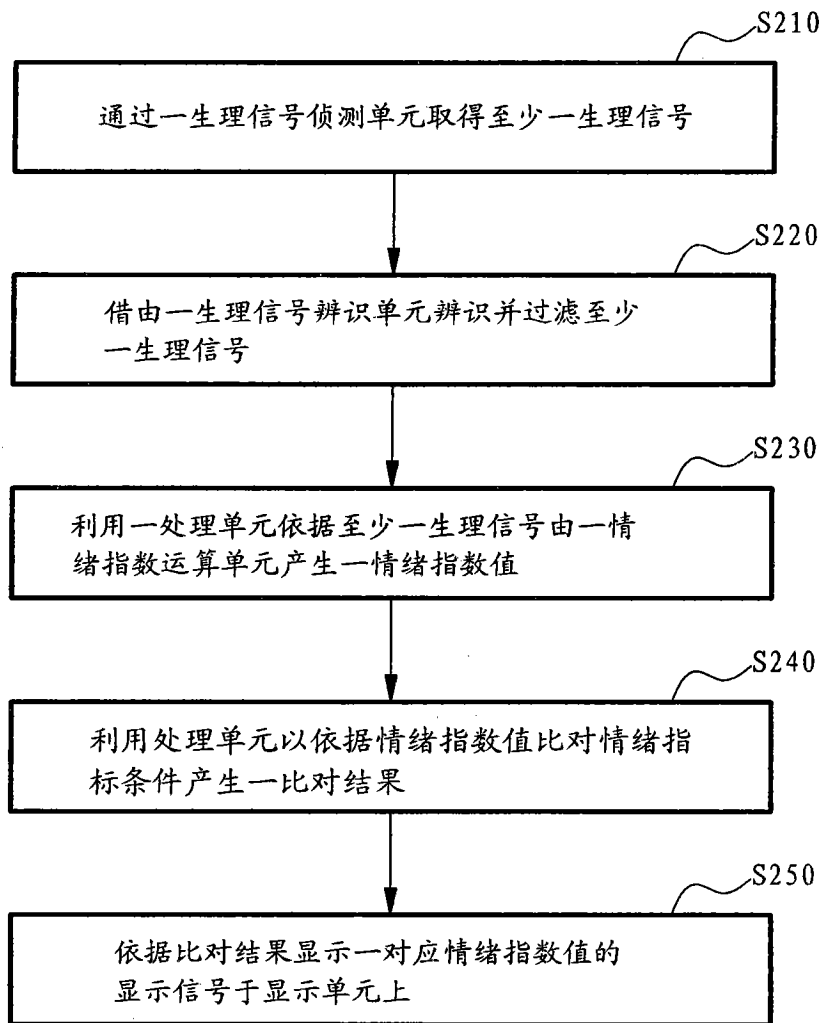 S210
通过一生理信号侦测单元取得至少一生理信号
S220
借由一生理信号辨识单元辨识并过滤至少
一生理信号
S230
利用一处理单元依据至少一生理信号由一情
绪指数运算单元产生一情绪指数值
S240
利用处理单元以依据情绪指数值比对情绪指
标条件产生一比对结果
S250
依据比对结果显示一对应情绪指数值的
显示信号于显示单元上